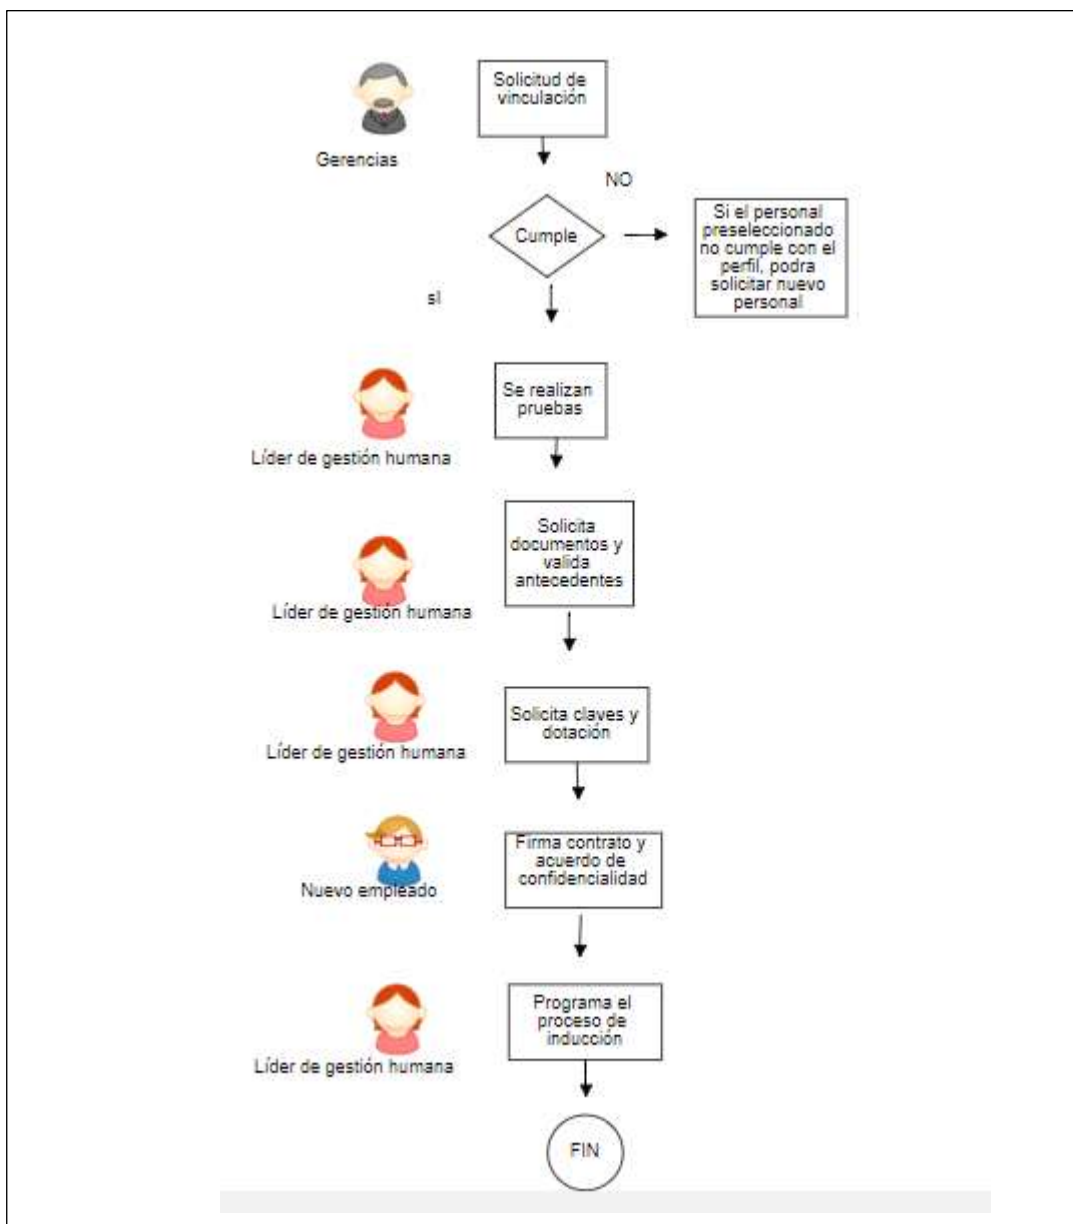 Solicitud de
vinculación
Gerencias
NO
Cumple
Si el personal
preseleccionado
no cumple con el
perfil, podra
solicitar nuevo
personal
sI
Se realizan
pruebas
Líder de gestión humana
Solicita
documentos y
valida
antecedentes
Líder de gestión humana
Solicita claves y
dotación
Líder de gestión humana
Firma contrato y
acuerdo de
confidencialidad
Nuevo empleado
Programa el
proceso de
inducción
Líder de gestión humana
FIN